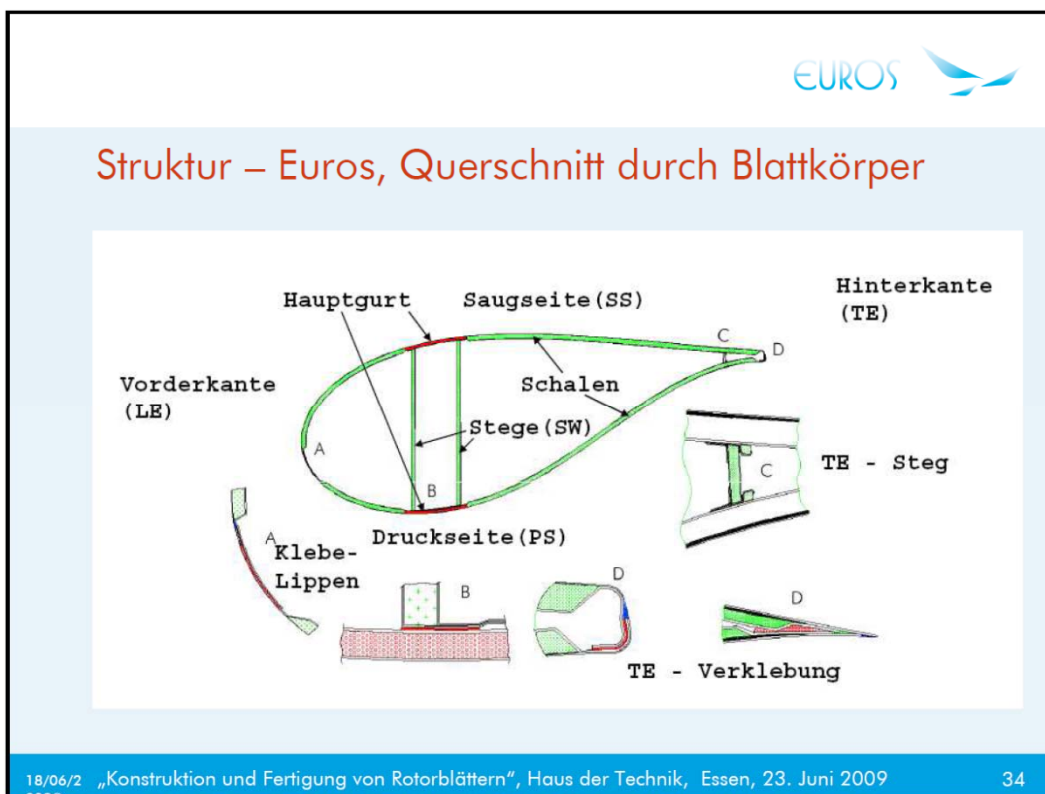 EUROS
Struktur – Euros, Querschnitt durch Blattkörper
Hauptgurt
Saugseite(SS)
Hinterkante
(TE)
C
D
Vorderkante
(LE)
Schalen
Stege(SW)
A
B
C
TE - Steg
Druckseite(PS)
A
Klebe-
Lippen
B
D
D
TE - Verklebung
18/06/2
„Konstruktion und Fertigung von Rotorblättern“, Haus der Technik, Essen, 23. Juni 2009
34